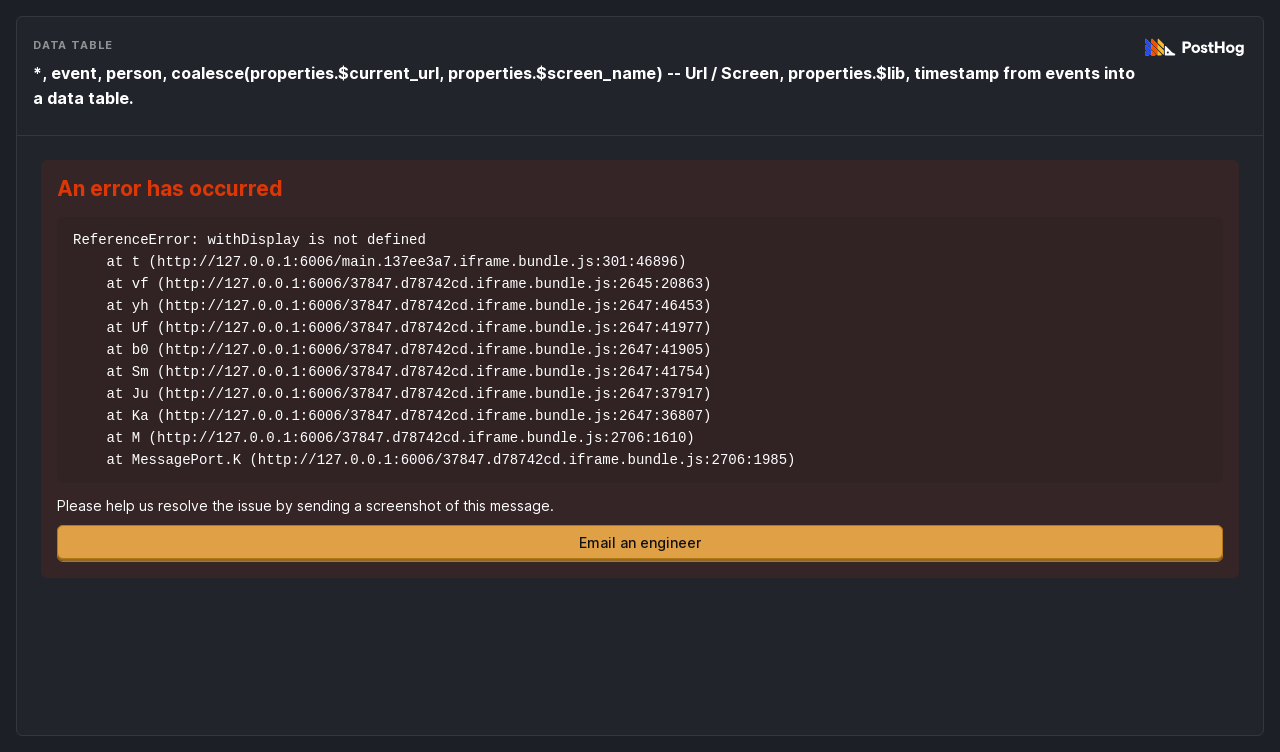 DATA TABLE
PostHog
*, event, person, coalesce(properties.$current_url, properties.$screen_name) -- Url / Screen, properties.$lib, timestamp from events into
a data table.
An error has occurred
ReferenceError: withDisplay is not defined
    at t (http://127.0.0.1:6006/main.137ee3a7.iframe.bundle.js:301:46896)
    at vf (http://127.0.0.1:6006/37847.d78742cd.iframe.bundle.js:2645:20863)
    at yh (http://127.0.0.1:6006/37847.d78742cd.iframe.bundle.js:2647:46453)
    at Uf (http://127.0.0.1:6006/37847.d78742cd.iframe.bundle.js:2647:41977)
    at b0 (http://127.0.0.1:6006/37847.d78742cd.iframe.bundle.js:2647:41905)
    at Sm (http://127.0.0.1:6006/37847.d78742cd.iframe.bundle.js:2647:41754)
    at Ju (http://127.0.0.1:6006/37847.d78742cd.iframe.bundle.js:2647:37917)
    at Ka (http://127.0.0.1:6006/37847.d78742cd.iframe.bundle.js:2647:36807)
    at M (http://127.0.0.1:6006/37847.d78742cd.iframe.bundle.js:2706:1610)
    at MessagePort.K (http://127.0.0.1:6006/37847.d78742cd.iframe.bundle.js:2706:1985)
Please help us resolve the issue by sending a screenshot of this message.
Email an engineer